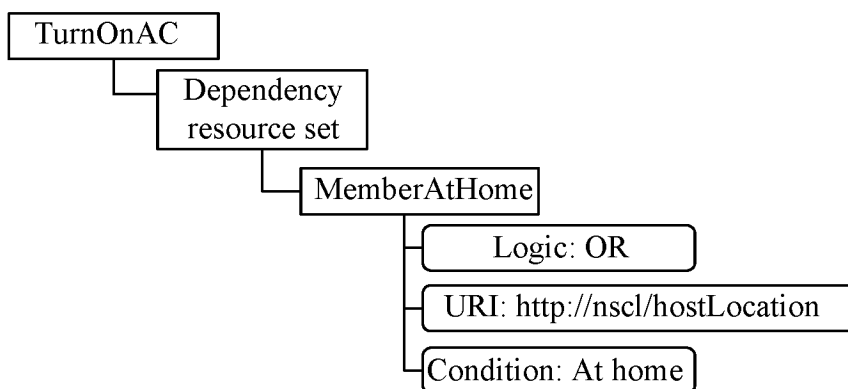 TurnOnAC
Dependency
resource set
MemberAtHome
Logic: OR
URI: http://nscl/hostLocation
Condition: At home